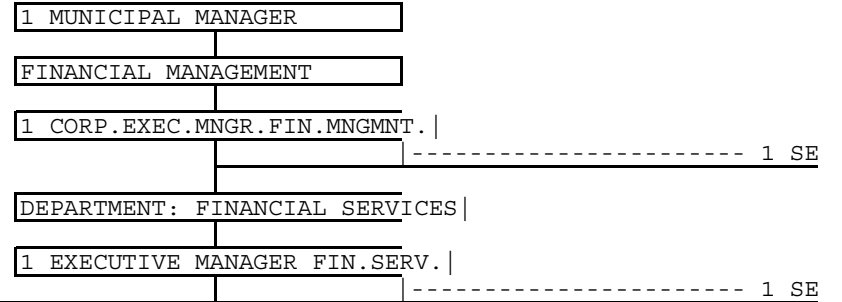 1 MUNICIPAL MANAGER
FINANCIAL MANAGEMENT
1 CORP.EXEC.MNGR.FIN.MNGMNT.|
|----------------------- 1 SE
DEPARTMENT: FINANCIAL SERVICES|
1 EXECUTIVE MANAGER FIN.SERV.|
|----------------------- 1 SE